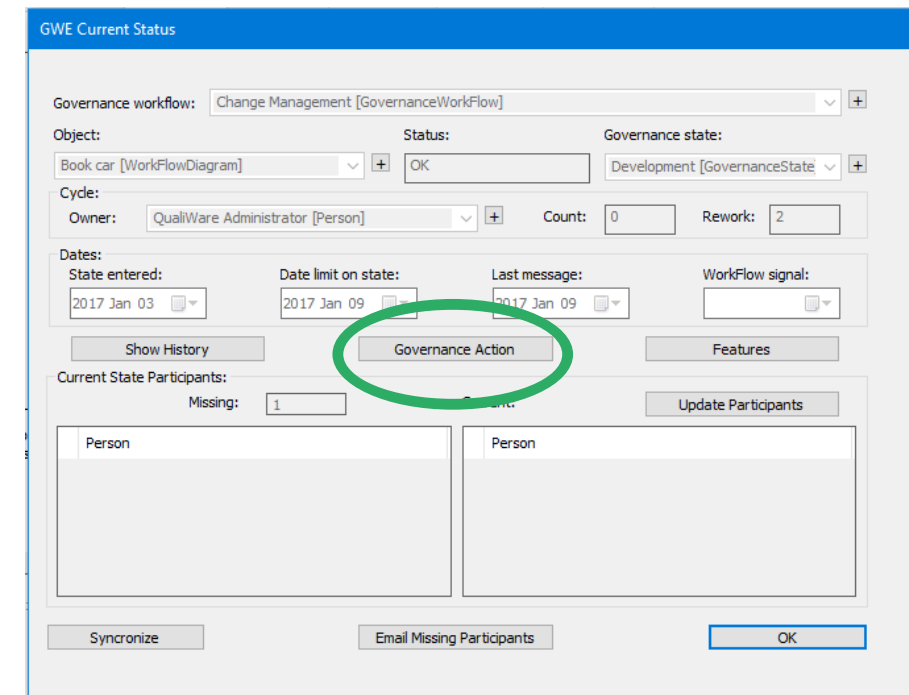 GWE Current Status
Governance workflow: Change Management [GovernanceWorkFlow] +
Object: Status: Governance state:
Book car [WorkFlowDiagram] + OK Development [GovernanceState +
Cycle:
Owner: QualiWare Administrator [Person] + Count: 0 Rework: 2
Dates:
State entered: Date limit on state: Last message: WorkFlow signal:
2017 Jan 03 2017 Jan 09 2017 Jan 09
Show History Governance Action Features
Current State Participants:
Missing: 1 Update Participants
Person Person
Syncronize Email Missing Participants OK